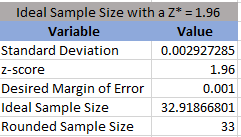 Ideal Sample Size with a Z* = 1.96
Variable Value
Standard Deviation 0.002927285
z-score 1.96
Desired Margin of Error 0.001
Ideal Sample Size 32.91866801
Rounded Sample Size 33